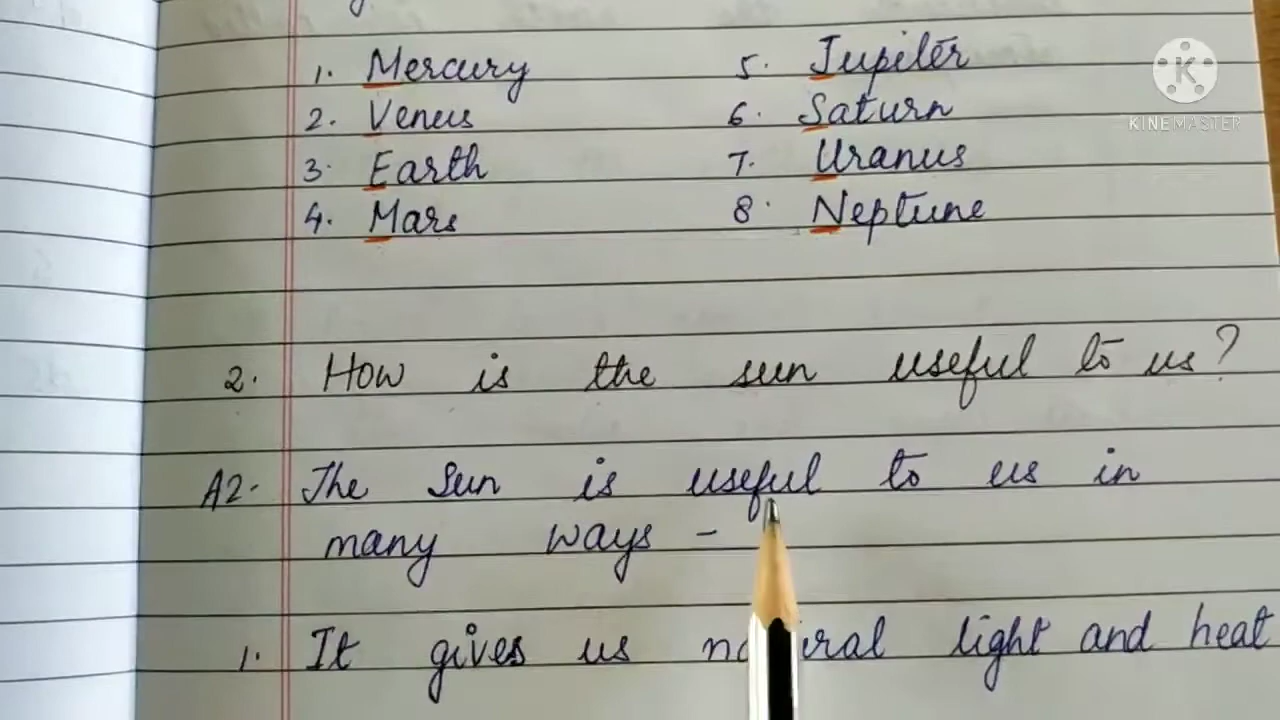 1. Mercury
2. Venus
3. Earth
4. Mars
5. Jupiter
6. Saturn
7. Uranus
8. Neptune
2. How is the sun useful to us?
A2- The Sun is useful to us in
many ways -
1. It gives us light and heat
KINEMASTER